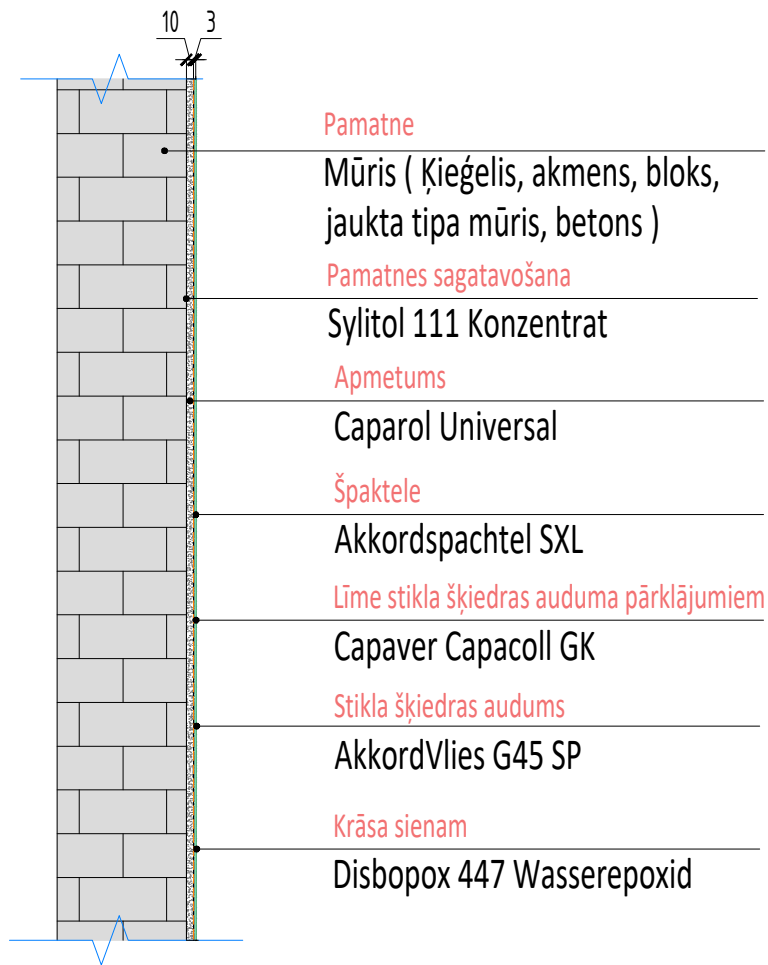 10 3
Pamatne
Mūris ( Ķieģelis, akmens, bloks,
jaukta tipa mūris, betons )
Pamatnes sagatavošana
Sylitol 111 Konzentrat
Apmetums
Caparol Universal
Špaktele
Akkordspachtel SXL
Līme stikla šķiedras auduma pārklājumiem
Capaver Capacoll GK
Stikla šķiedras audums
AkkordVlies G45 SP
Krāsa sienam
Disbopox 447 Wasserepoxid